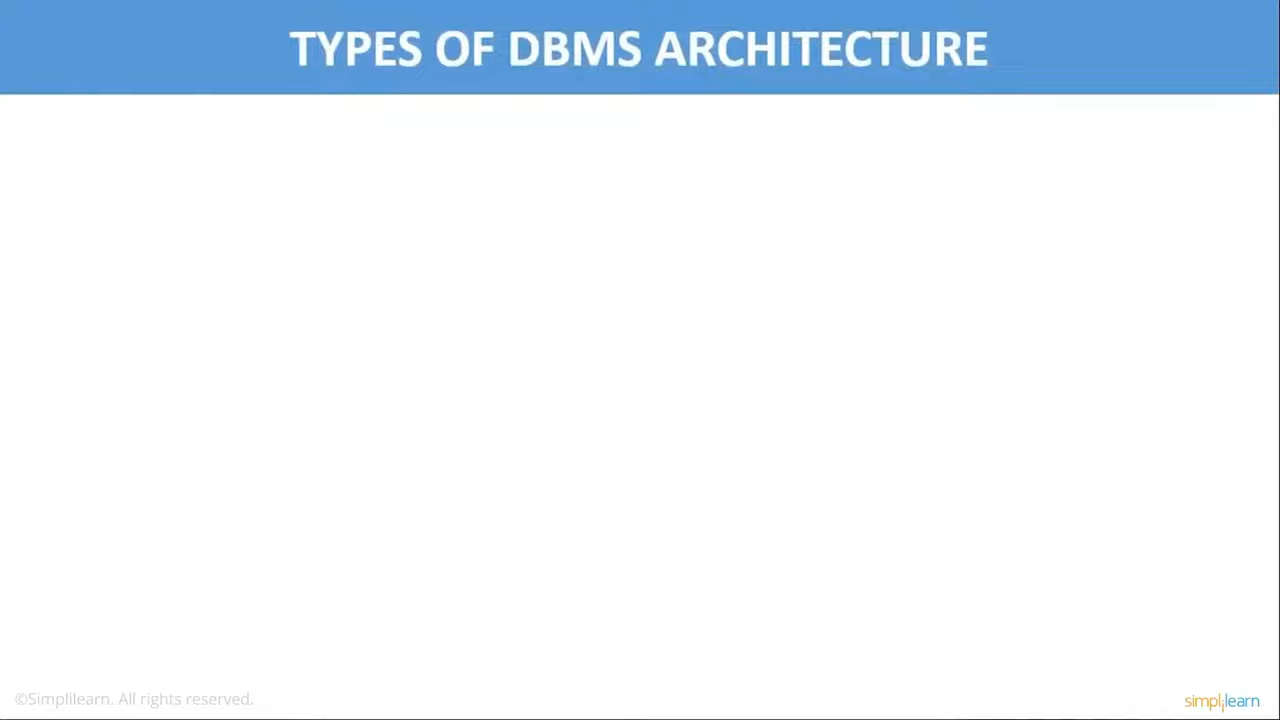 TYPES OF DBMS ARCHITECTURE
©Simplilearn. All rights reserved.
simplilearn